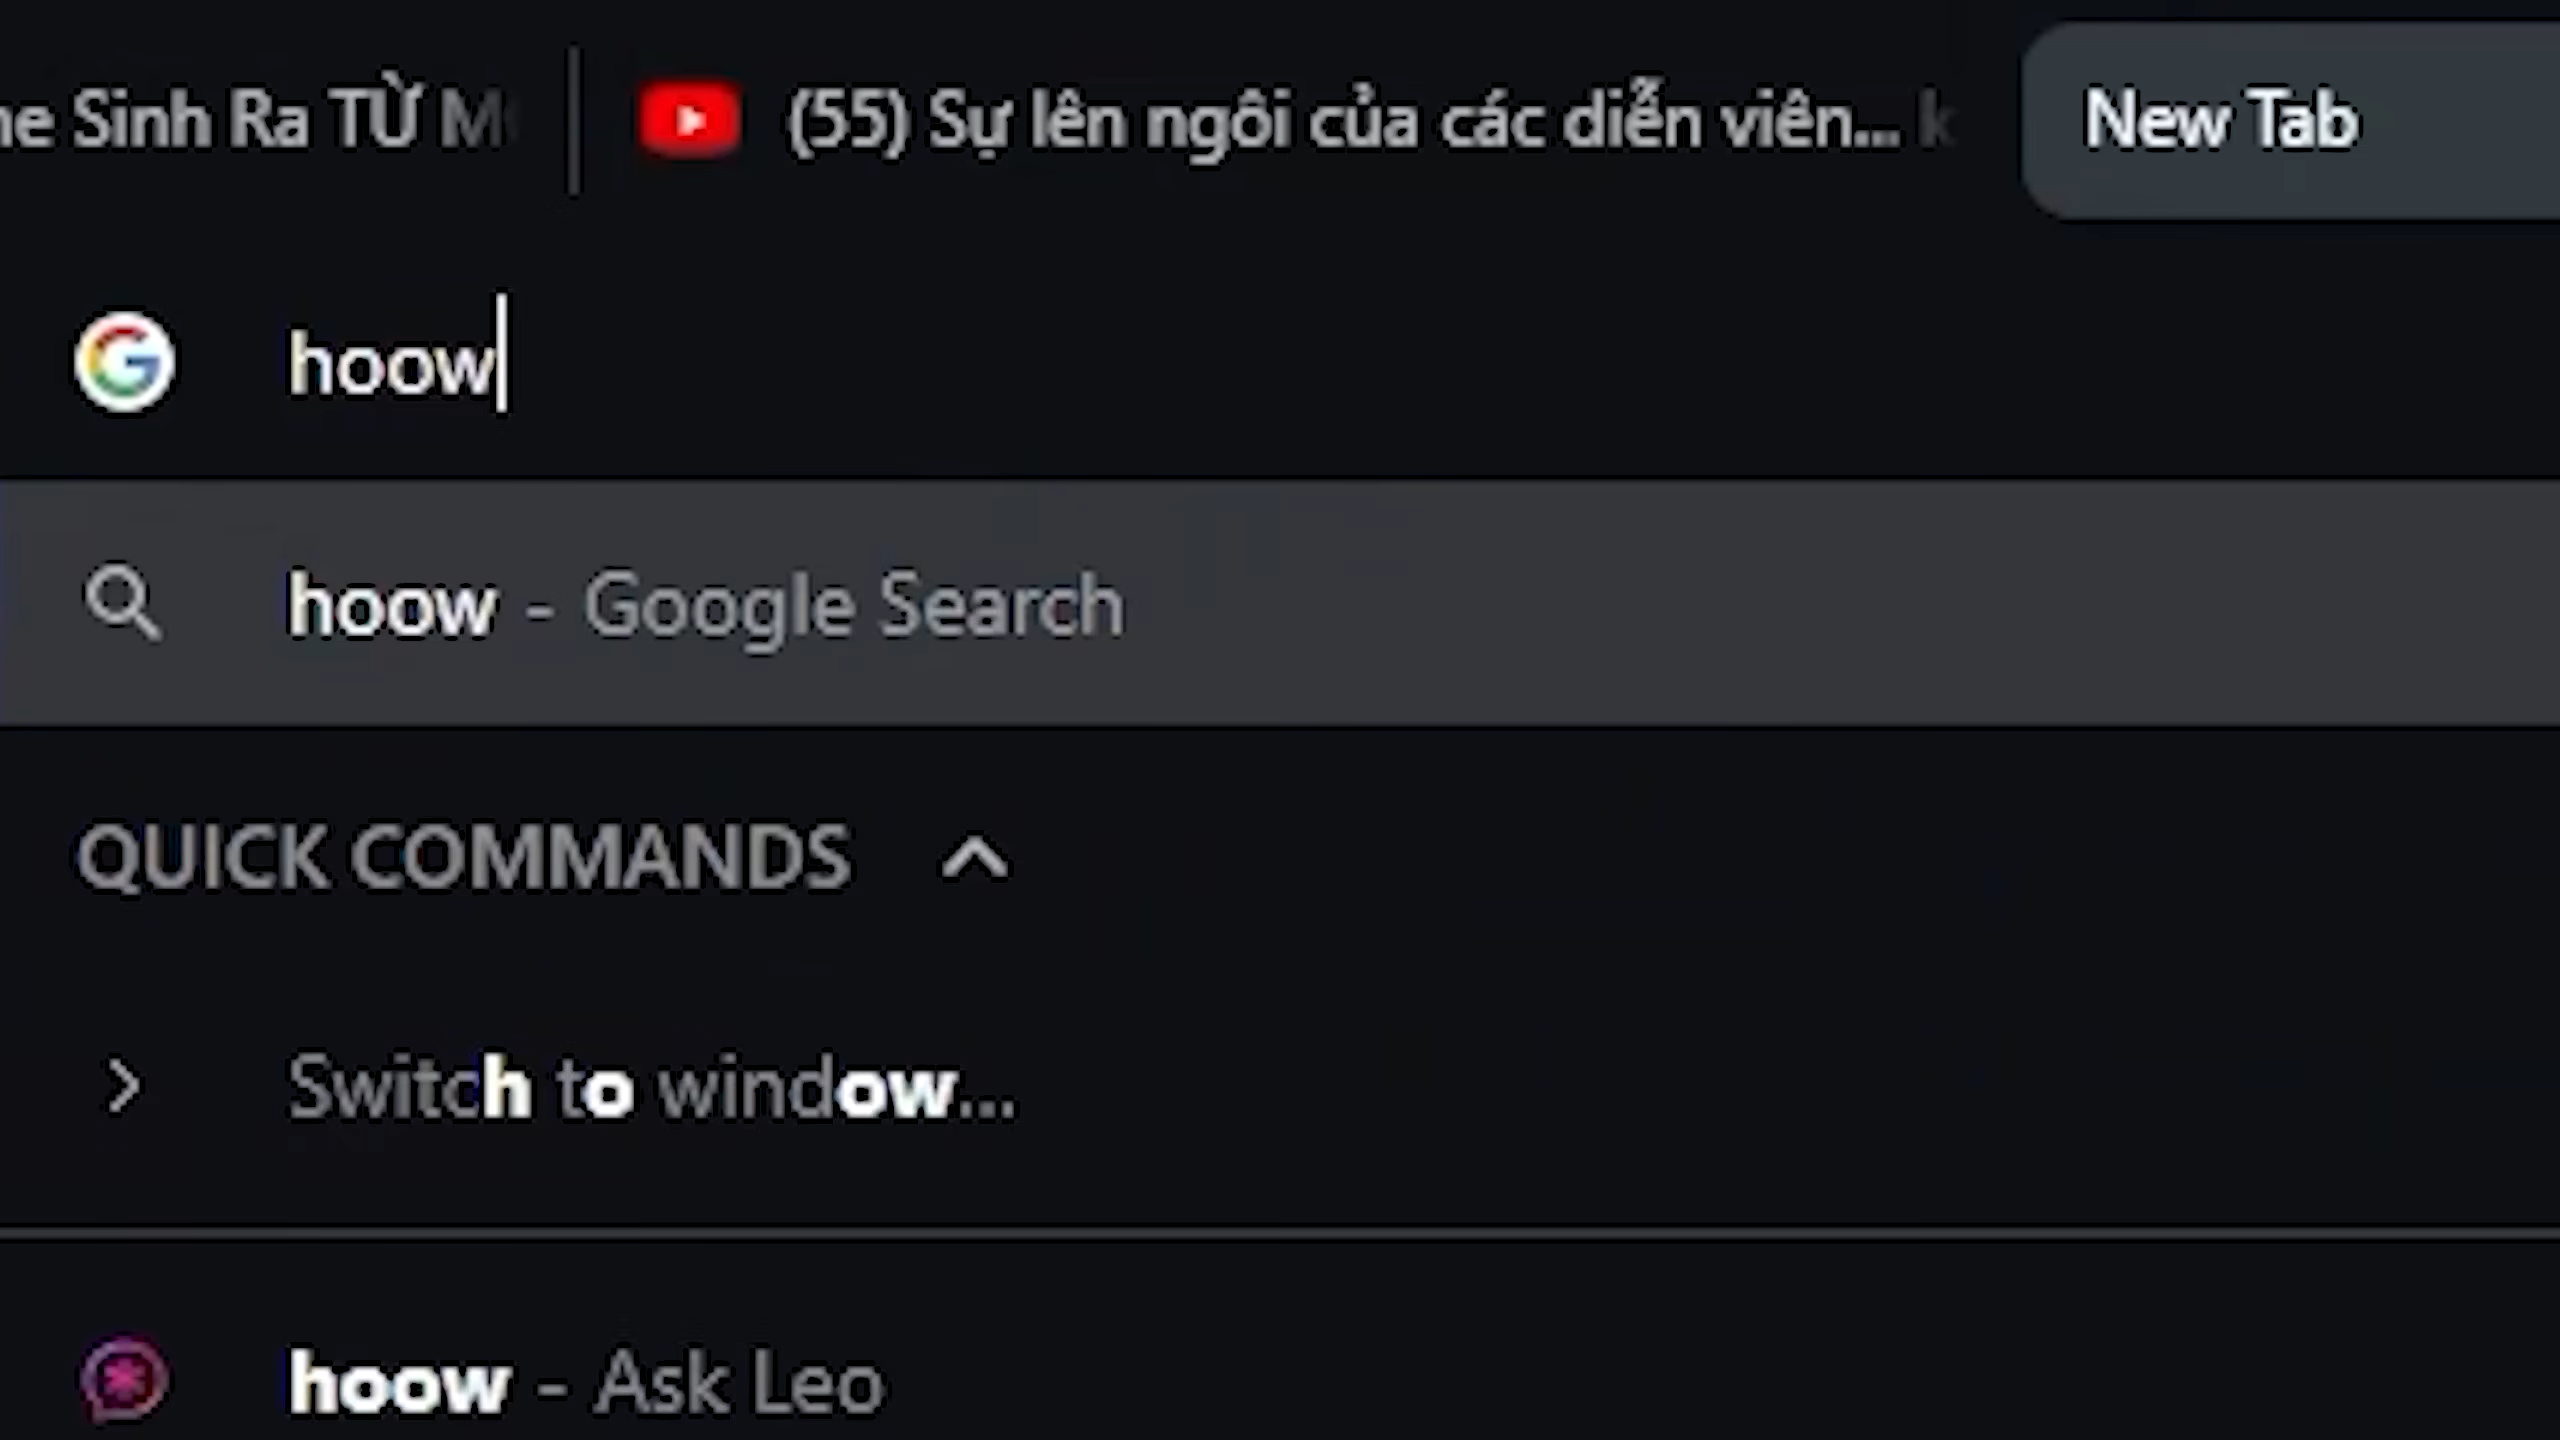 Sinh Ra TỪ
(55) Sự lên ngôi của các diễn viên...
New Tab
hoow
hoow - Google Search
QUICK COMMANDS
Switch to window...
hoow - Ask Leo